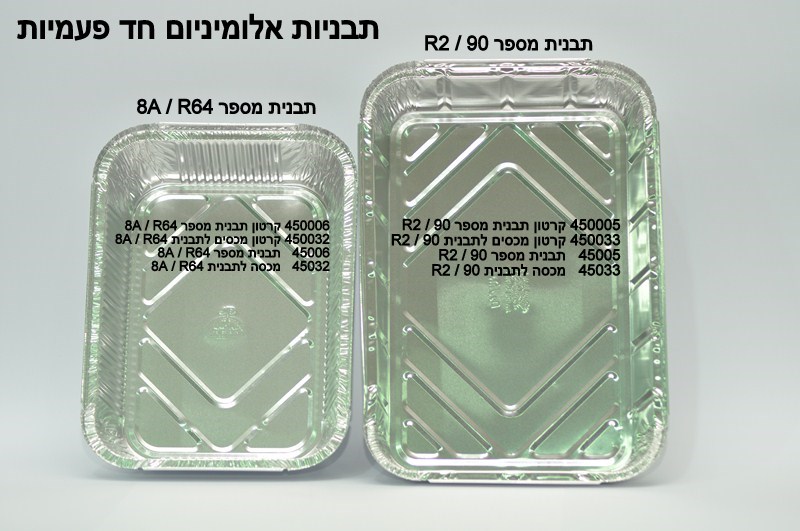 תבניות אלומיניום חד פעמיות
תבנית מספר R2 / 90
תבנית מספר 8A / R64
450006 קרטון תבנית מספר 8A / R64
450032 קרטון מכסים לתבנית 8A / R64
45006 תבנית מספר 8A / R64
45032 מכסה לתבנית 8A / R64
450005 קרטון תבנית מספר R2 / 90
450033 קרטון מכסים לתבנית R2 / 90
45005 תבנית מספר R2 / 90
45033 מכסה לתבנית R2 / 90